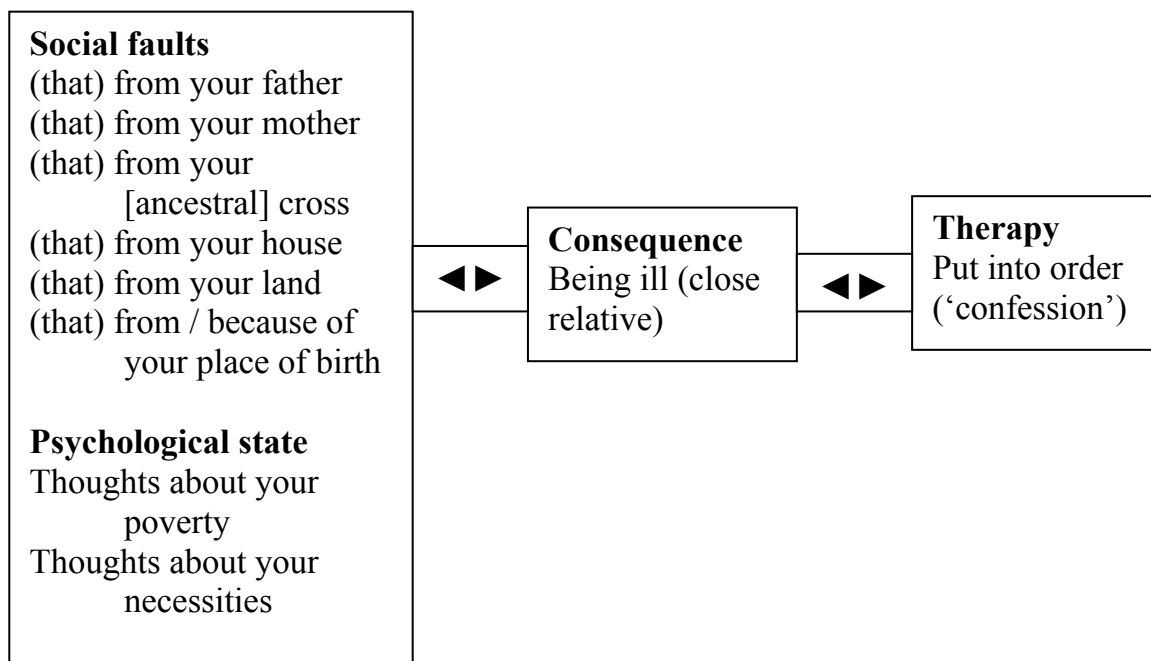 Social faults
(that) from your father
(that) from your mother
(that) from your
[ancestral] cross
(that) from your house
(that) from your land
(that) from / because of
your place of birth
Psychological state
Thoughts about your
poverty
Thoughts about your
necessities
Consequence
Being ill (close
relative)
Therapy
Put into order
(‘confession’)